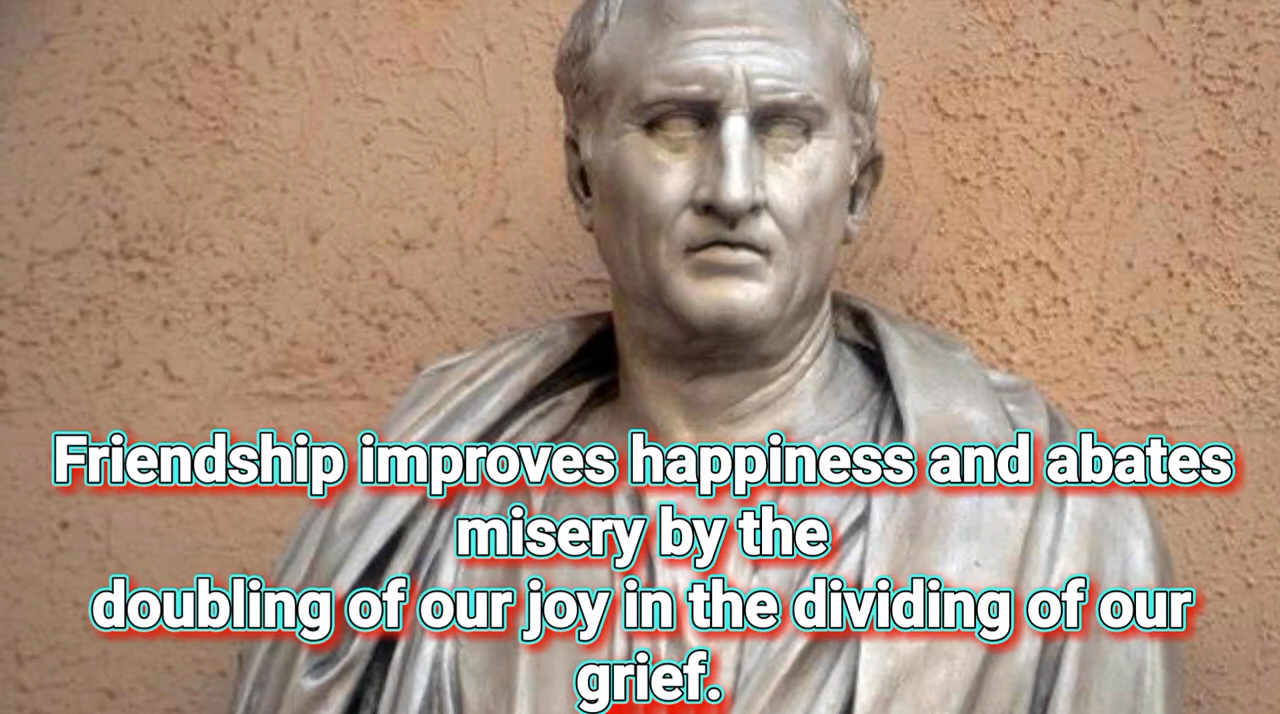 Friendship improves happiness and abates
misery by the
doubling of our joy in the dividing of our
grief.